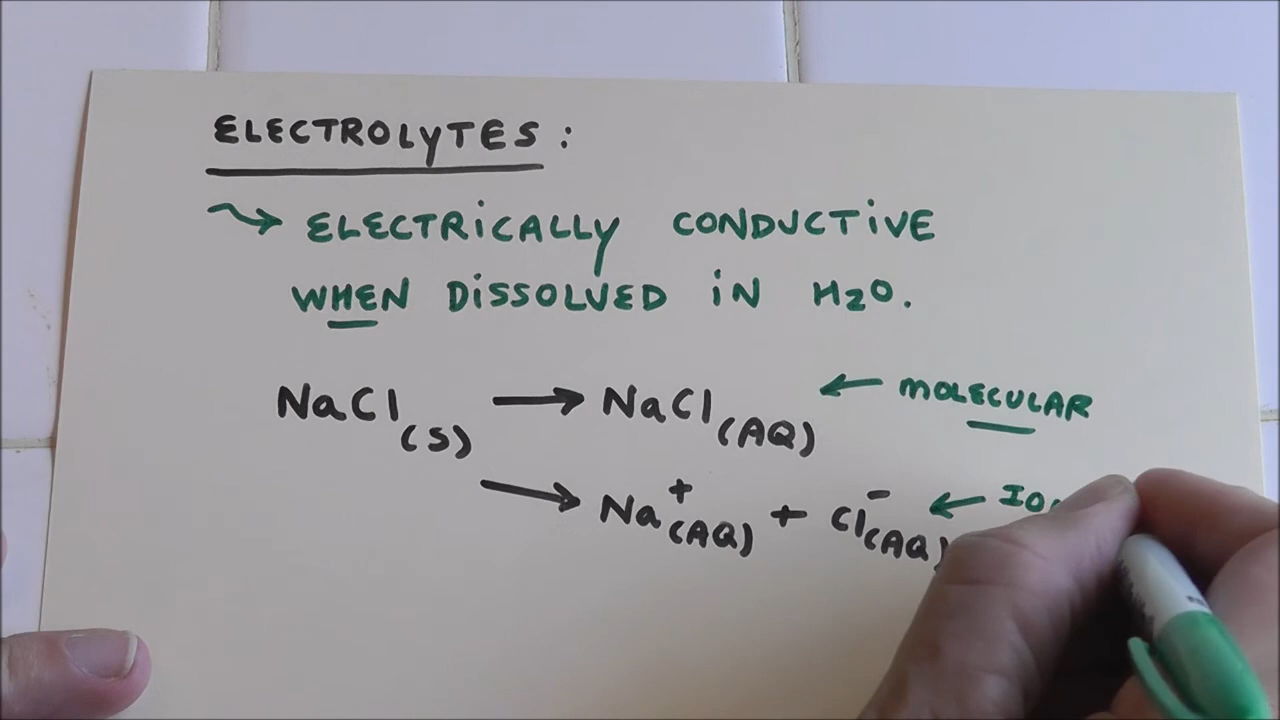 ELECTROLYTES:
ELECTRICALLY CONDUCTIVE
WHEN DISSOLVED IN H2O.
NaCl(S) → NaCl(AQ) ← MOLECULAR
→ Na+(AQ) + Cl-(AQ) ←